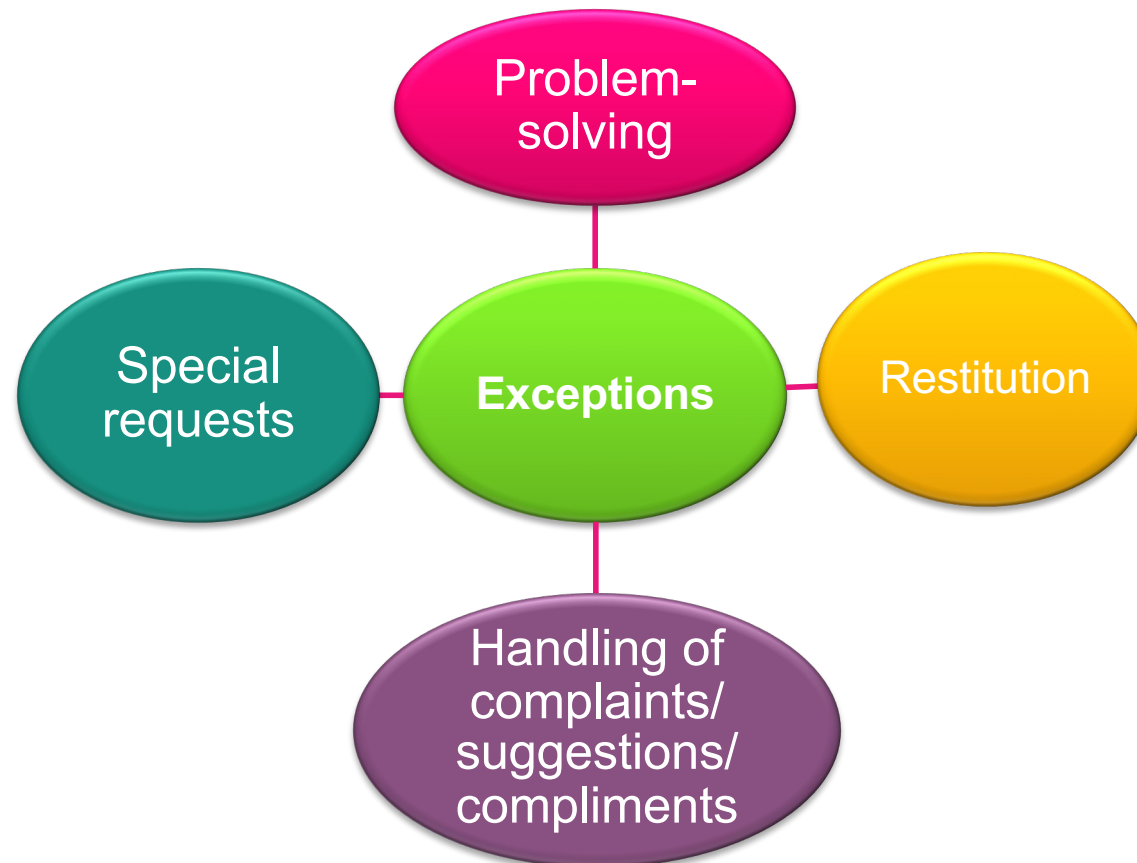 Problem-
solving
Special
requests
Exceptions
Restitution
Handling of
complaints/
suggestions/
compliments